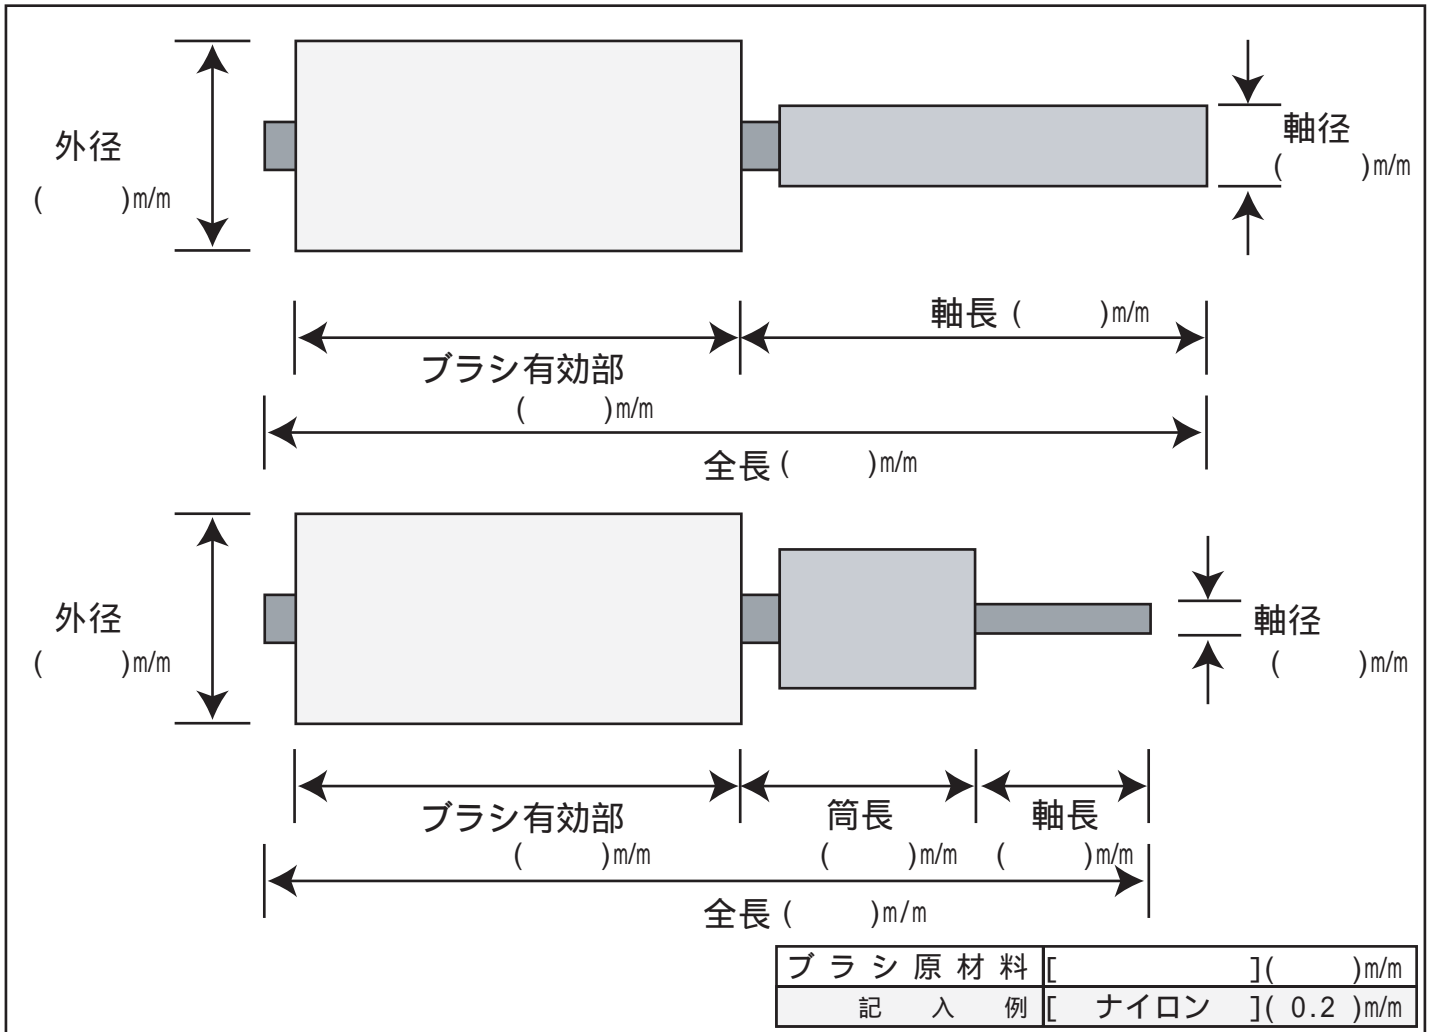 外径
( )m/m
軸径
( )m/m
軸長 ( )m/m
ブラシ有効部
( )m/m
全長 ( )m/m
外径
( )m/m
軸径
( )m/m
ブラシ有効部 筒長 軸長
( )m/m ( )m/m ( )m/m
全長 ( )m/m
ブラシ原材料 [ ]( )m/m
記入例 [ ナイロン ]( 0.2 )m/m